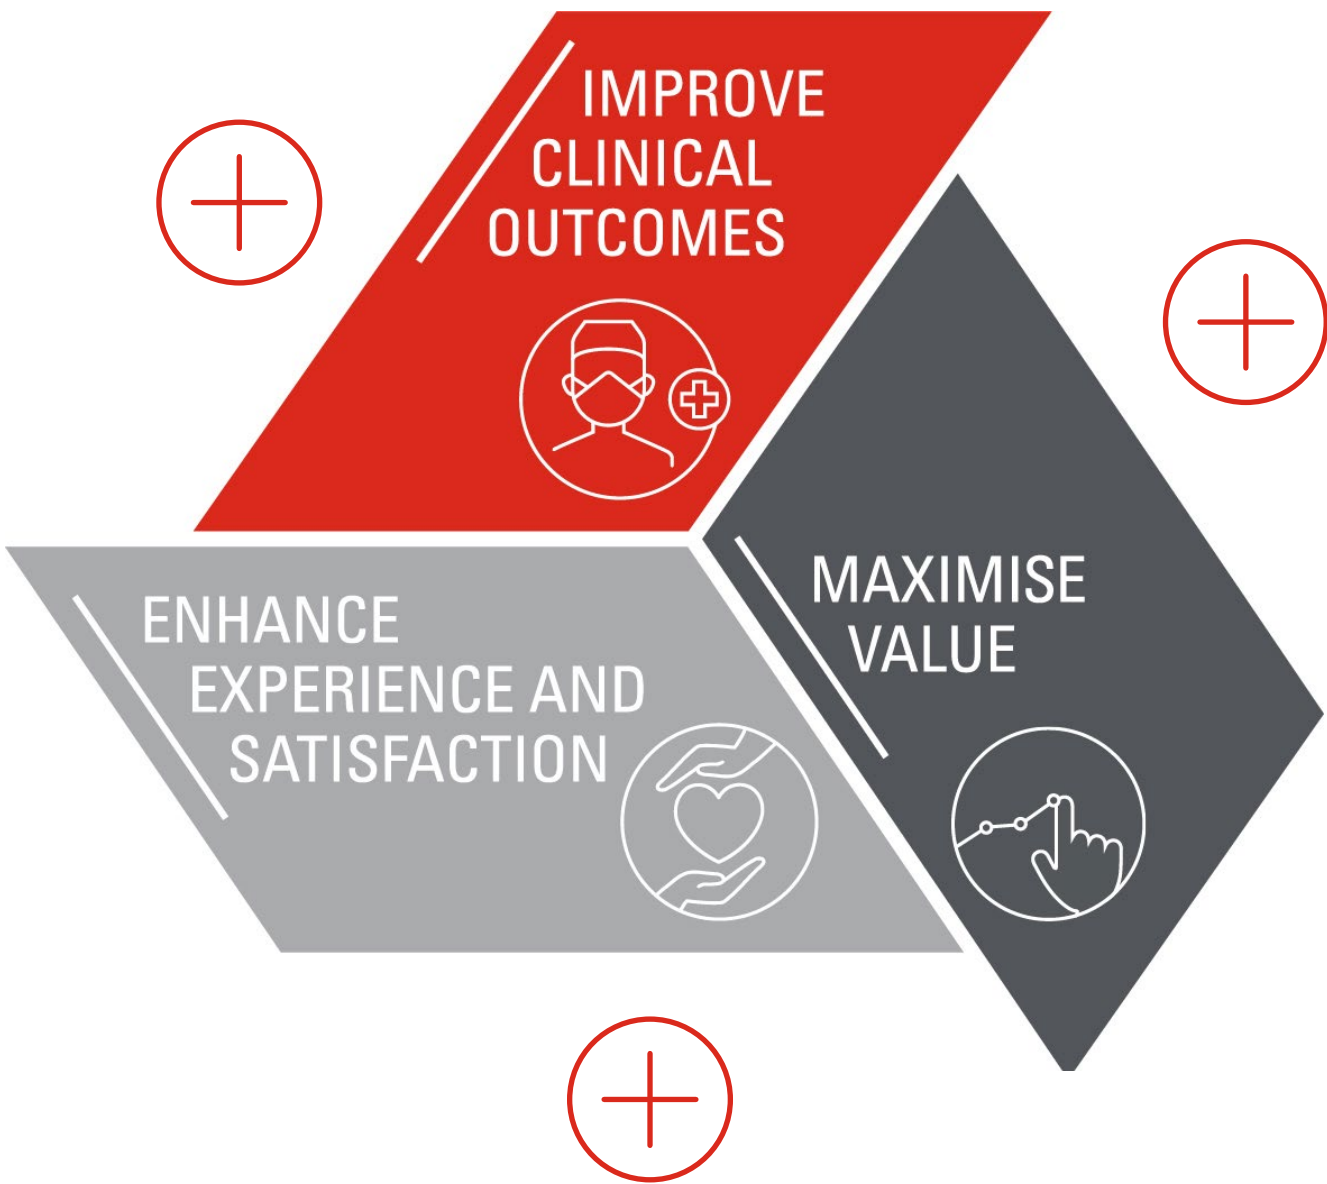 IMPROVE
CLINICAL
OUTCOMES
MAXIMISE
VALUE
ENHANCE
EXPERIENCE AND
SATISFACTION